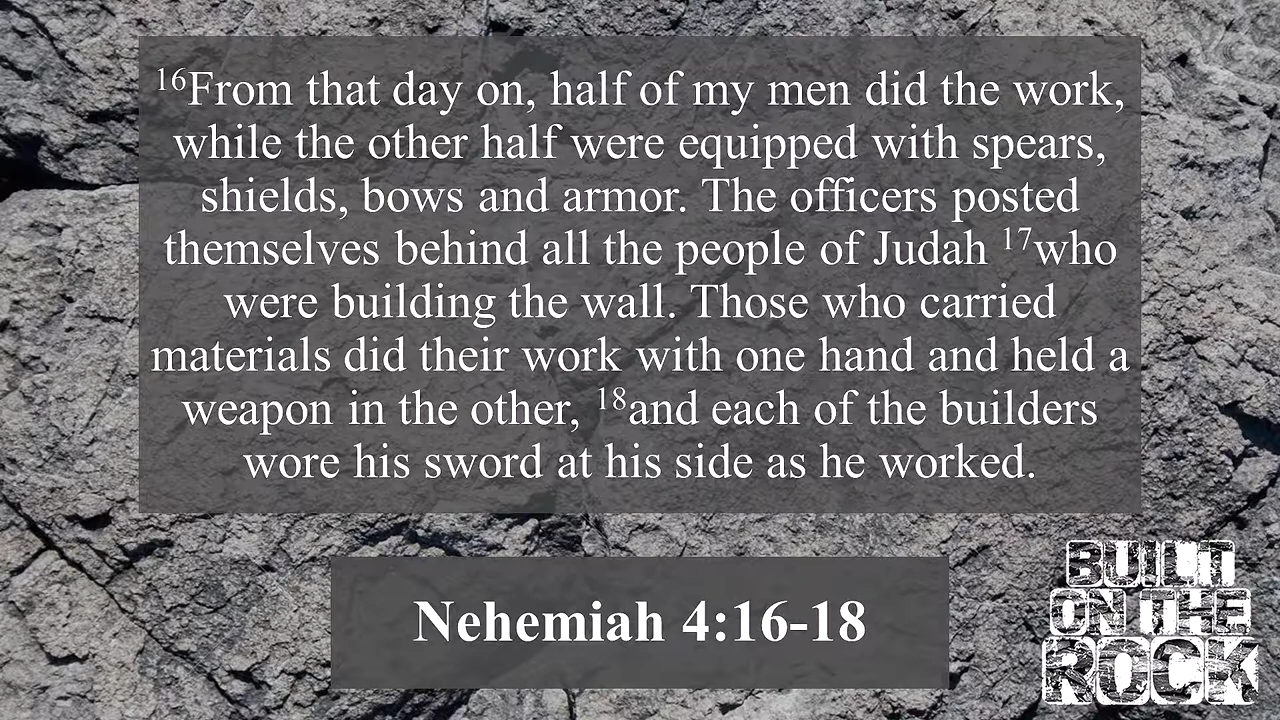 16From that day on, half of my men did the work,
while the other half were equipped with spears,
shields, bows and armor. The officers posted
themselves behind all the people of Judah 17who
were building the wall. Those who carried
materials did their work with one hand and held a
weapon in the other, 18and each of the builders
wore his sword at his side as he worked.
Nehemiah 4:16-18
BUILT
ON THE
ROCK